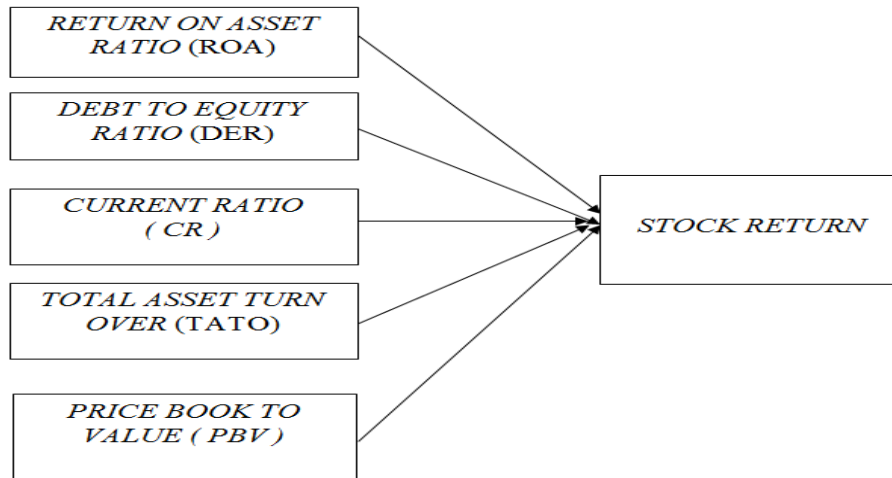 RETURN ON ASSET
RATIO (ROA)
DEBT TO EQUITY
RATIO (DER)
CURRENT RATIO
( CR )
TOTAL ASSET TURN
OVER (TATO)
PRICE BOOK TO
VALUE ( PBV )
STOCK RETURN